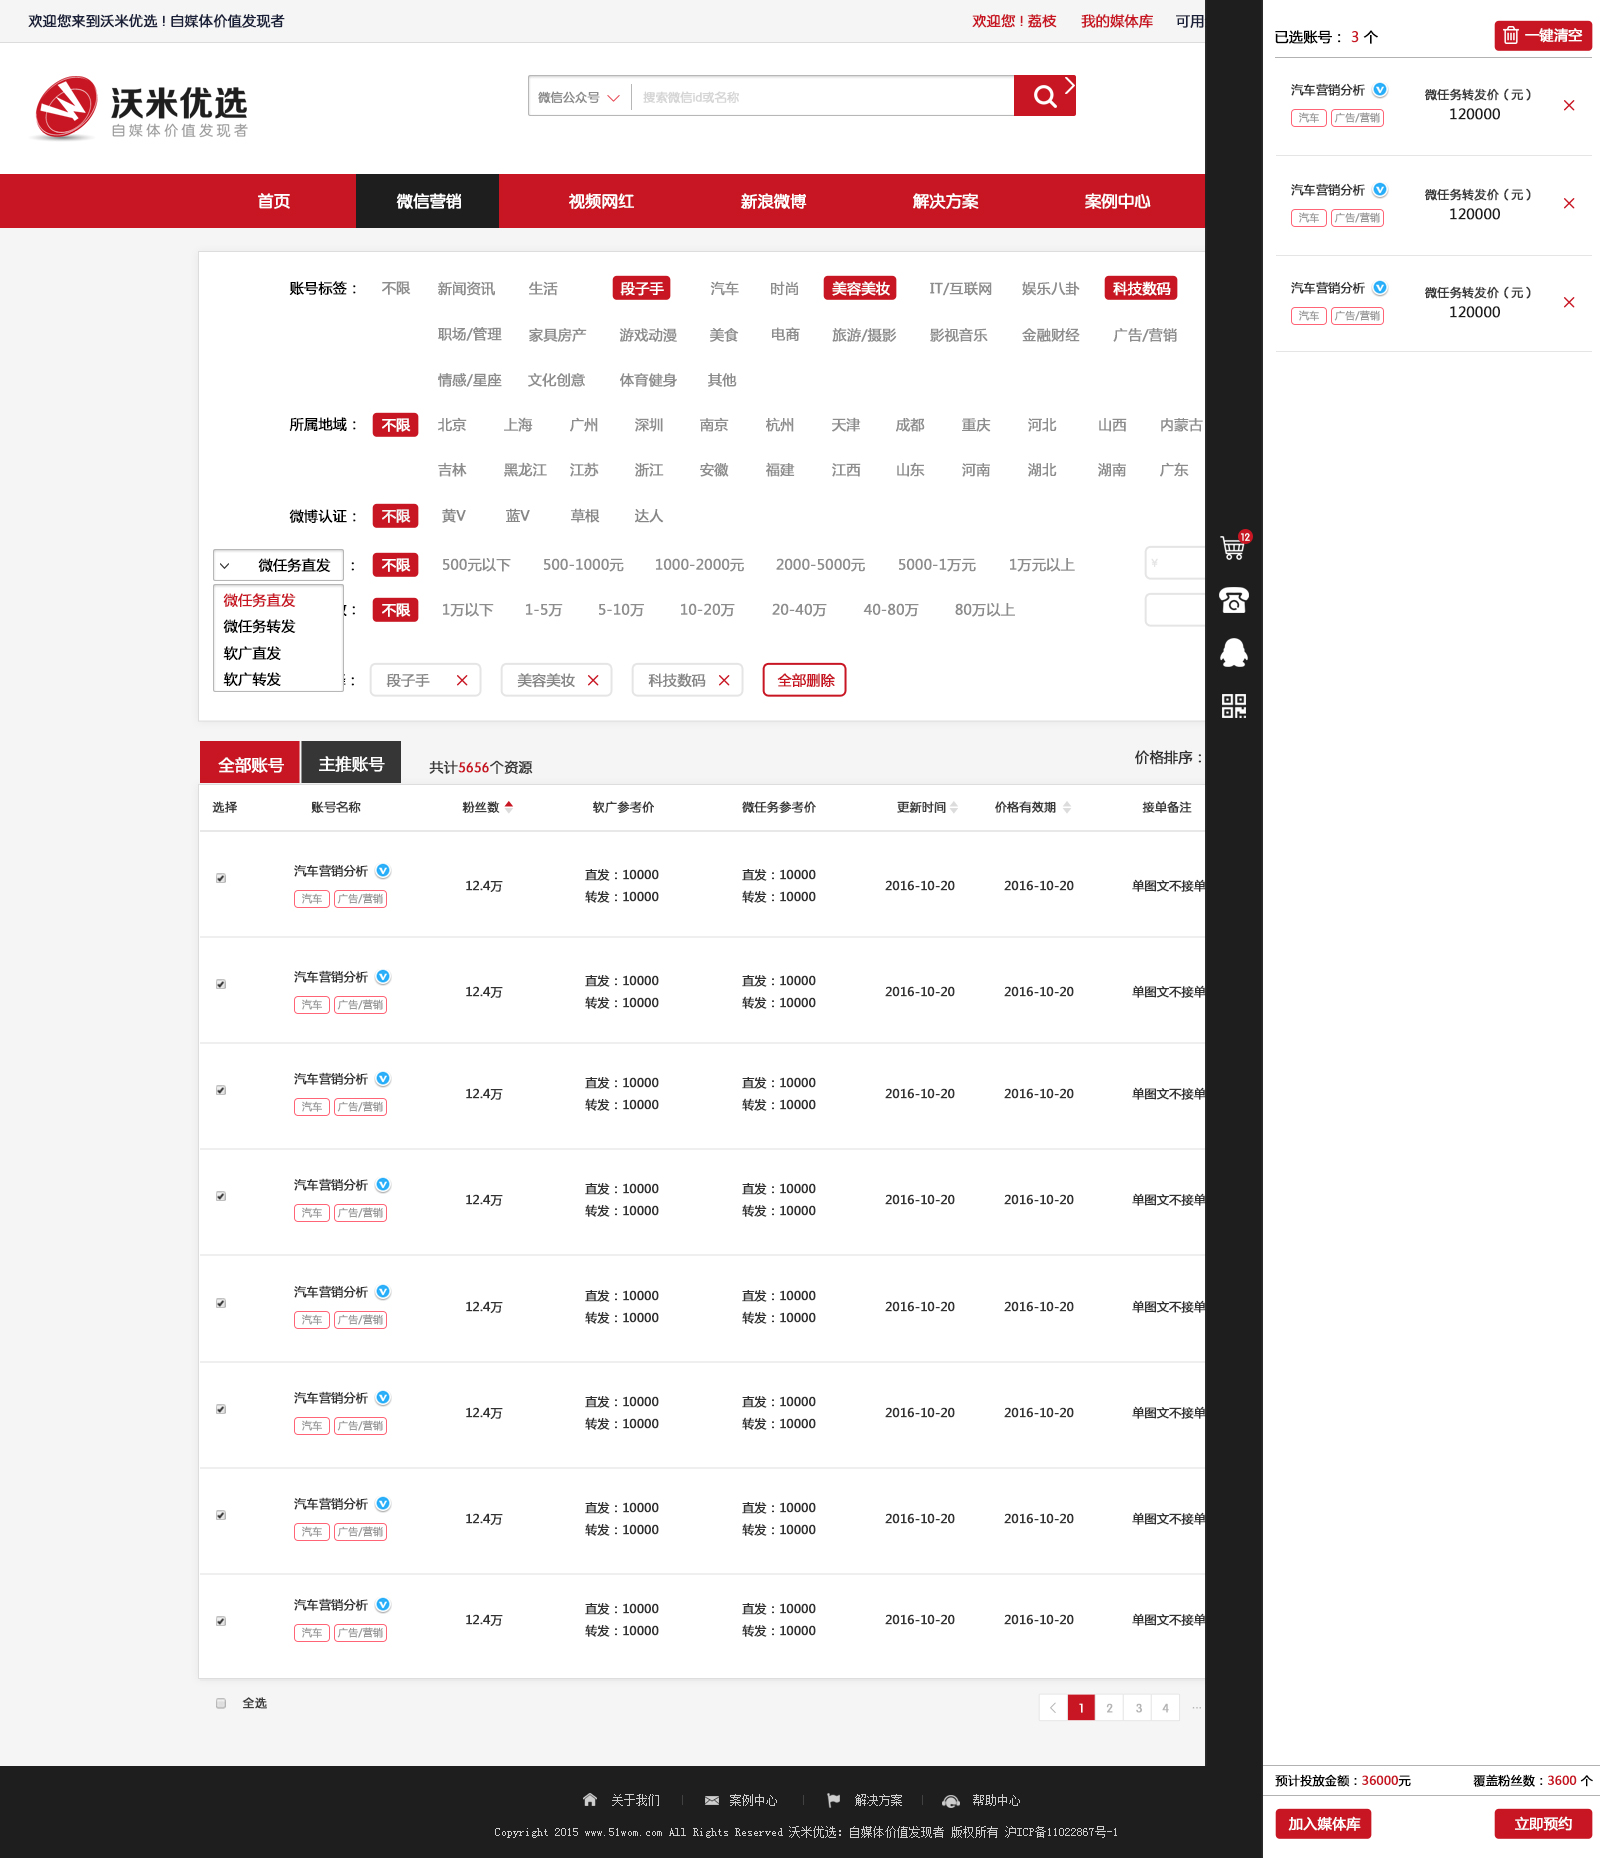 欢迎您来到沃米优选！自媒体价值发现者 欢迎您！荔枝 我的媒体库 可用
沃米优选
自媒体价值发现者
微信公众号 搜索微信id或名称
首页 微信营销 视频网红 新浪微博 解决方案 案例中心
账号标签： 不限 新闻资讯 生活 段子手 汽车 时尚 美容美妆 IT/互联网 娱乐八卦 科技数码
职场/管理 家具房产 游戏动漫 美食 电商 旅游/摄影 影视音乐 金融财经 广告/营销
情感/星座 文化创意 体育健身 其他
所属地域： 不限 北京 上海 广州 深圳 南京 杭州 天津 成都 重庆 河北 山西 内蒙古
吉林 黑龙江 江苏 浙江 安徽 福建 江西 山东 河南 湖北 湖南 广东
微博认证： 不限 黄V 蓝V 草根 达人
微任务直发 ： 不限 500元以下 500-1000元 1000-2000元 2000-5000元 5000-1万元 1万元以上 ¥
微任务直发
微任务转发
软广直发
软广转发
： 不限 1万以下 1-5万 5-10万 10-20万 20-40万 40-80万 80万以上
： 段子手 美容美妆 科技数码 全部删除
全部账号 主推账号 共计5656个资源 价格排序：
选择 账号名称 粉丝数 软广参考价 微任务参考价 更新时间 价格有效期 接单备注
汽车营销分析
汽车 广告/营销
12.4万 直发：10000 直发：10000 2016-10-20 2016-10-20 单图文不接单
转发：10000 转发：10000
汽车营销分析
汽车 广告/营销
12.4万 直发：10000 直发：10000 2016-10-20 2016-10-20 单图文不接单
转发：10000 转发：10000
汽车营销分析
汽车 广告/营销
12.4万 直发：10000 直发：10000 2016-10-20 2016-10-20 单图文不接单
转发：10000 转发：10000
汽车营销分析
汽车 广告/营销
12.4万 直发：10000 直发：10000 2016-10-20 2016-10-20 单图文不接单
转发：10000 转发：10000
汽车营销分析
汽车 广告/营销
12.4万 直发：10000 直发：10000 2016-10-20 2016-10-20 单图文不接单
转发：10000 转发：10000
汽车营销分析
汽车 广告/营销
12.4万 直发：10000 直发：10000 2016-10-20 2016-10-20 单图文不接单
转发：10000 转发：10000
汽车营销分析
汽车 广告/营销
12.4万 直发：10000 直发：10000 2016-10-20 2016-10-20 单图文不接单
转发：10000 转发：10000
汽车营销分析
汽车 广告/营销
12.4万 直发：10000 直发：10000 2016-10-20 2016-10-20 单图文不接单
转发：10000 转发：10000
全选 1 2 3 4 ...
关于我们 案例中心 解决方案 帮助中心
Copyright 2015 www.51wom.com All Rights Reserved 沃米优选：自媒体价值发现者 版权所有 沪ICP备11022867号-1
12
已选账号： 3 个 一键清空
汽车营销分析 微任务转发价（元）
汽车 广告/营销 120000
汽车营销分析 微任务转发价（元）
汽车 广告/营销 120000
汽车营销分析 微任务转发价（元）
汽车 广告/营销 120000
预计投放金额：36000元 覆盖粉丝数：3600 个
加入媒体库 立即预约